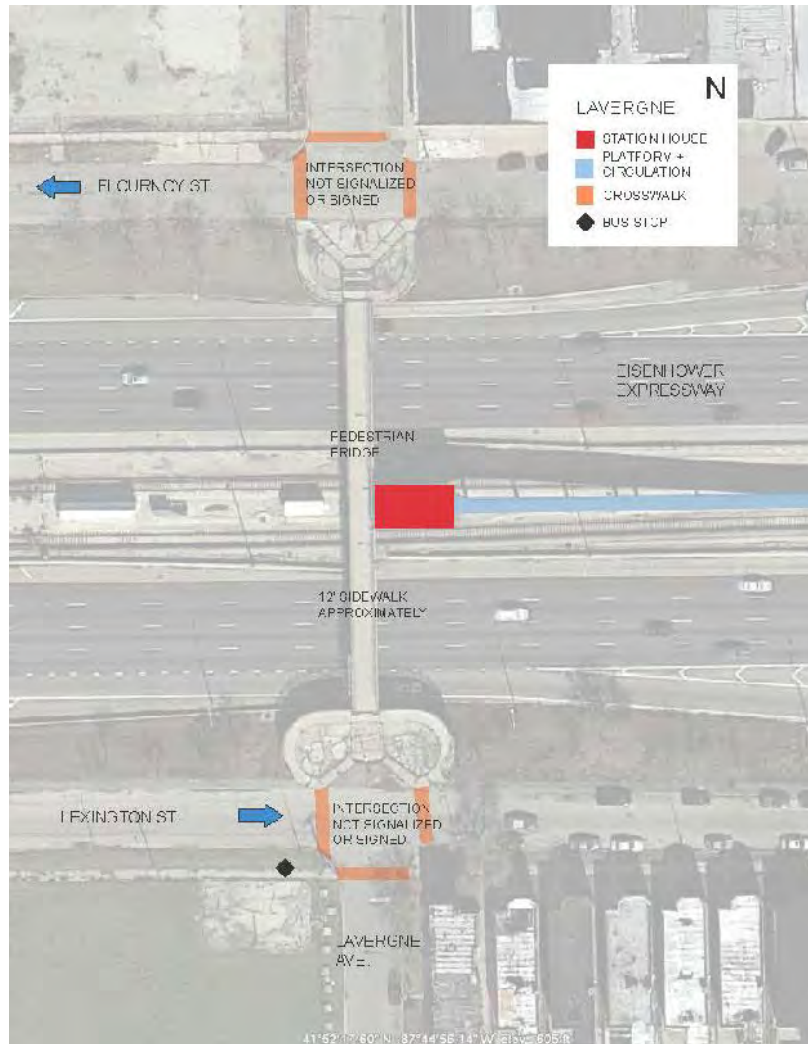 N
LAVERGNE
STATION HOUSE
PLATFORM +
CIRCULATION
CROSSWALK
BUS STOP
INTERSECTION
NOT SIGNALIZED
OR SIGNED
FLOURNOY ST.
EISENHOWER
EXPRESSWAY
PEDESTRIAN
BRIDGE
12' SIDEWALK
APPROXIMATELY
LEXINGTON ST.
INTERSECTION
NOT SIGNALIZED
OR SIGNED
LAVERGNE
AVE.